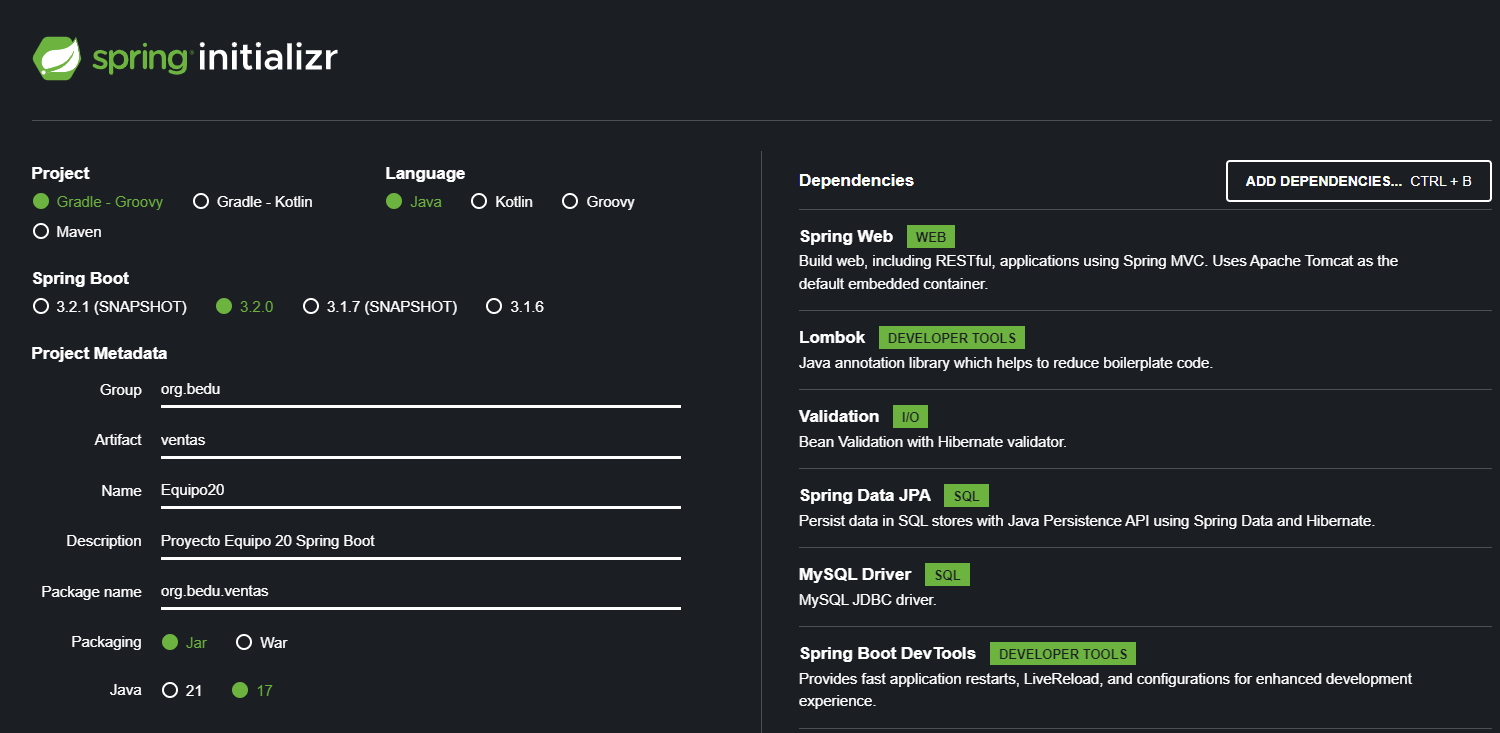 spring initializr
Project
Gradle - Groovy Gradle - Kotlin
Maven
Language
Java Kotlin Groovy
Spring Boot
3.2.1 (SNAPSHOT) 3.2.0 3.1.7 (SNAPSHOT) 3.1.6
Project Metadata
Group org.bedu
Artifact ventas
Name Equipo20
Description Proyecto Equipo 20 Spring Boot
Package name org.bedu.ventas
Packaging Jar War
Java 21 17
Dependencies
ADD DEPENDENCIES... CTRL + B
Spring Web WEB
Build web, including RESTful, applications using Spring MVC. Uses Apache Tomcat as the
default embedded container.
Lombok DEVELOPER TOOLS
Java annotation library which helps to reduce boilerplate code.
Validation I/O
Bean Validation with Hibernate validator.
Spring Data JPA SQL
Persist data in SQL stores with Java Persistence API using Spring Data and Hibernate.
MySQL Driver SQL
MySQL JDBC driver.
Spring Boot DevTools DEVELOPER TOOLS
Provides fast application restarts, LiveReload, and configurations for enhanced development
experience.